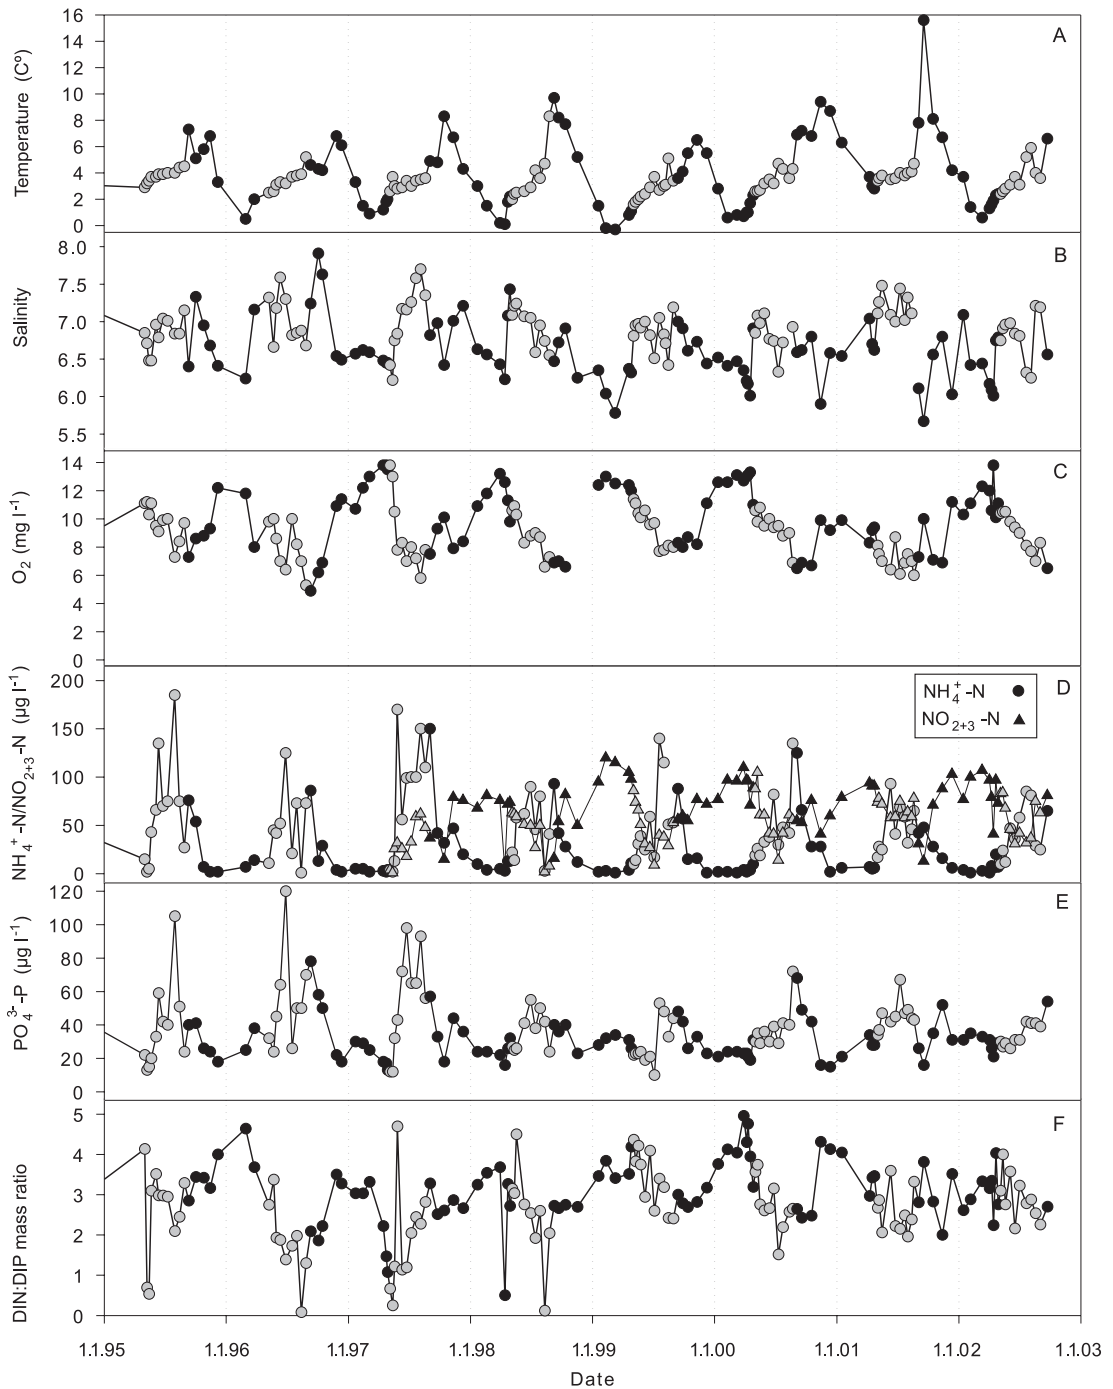 Temperature (Cº)
16
14
12
10
8
6
4
2
0
A
Salinity
8.0
7.5
7.0
6.5
6.0
5.5
B
O₂ (mg l⁻¹)
14
12
10
8
6
4
2
0
C
NH₄⁺-N/NO₂₊₃-N (µg l⁻¹)
200
150
100
50
0
NH₄⁺-N
NO₂₊₃-N
D
PO₄³⁻-P (µg l⁻¹)
120
100
80
60
40
20
0
E
DIN:DIP mass ratio
5
4
3
2
1
0
F
1.1.95 1.1.96 1.1.97 1.1.98 1.1.99 1.1.00 1.1.01 1.1.02 1.1.03
Date